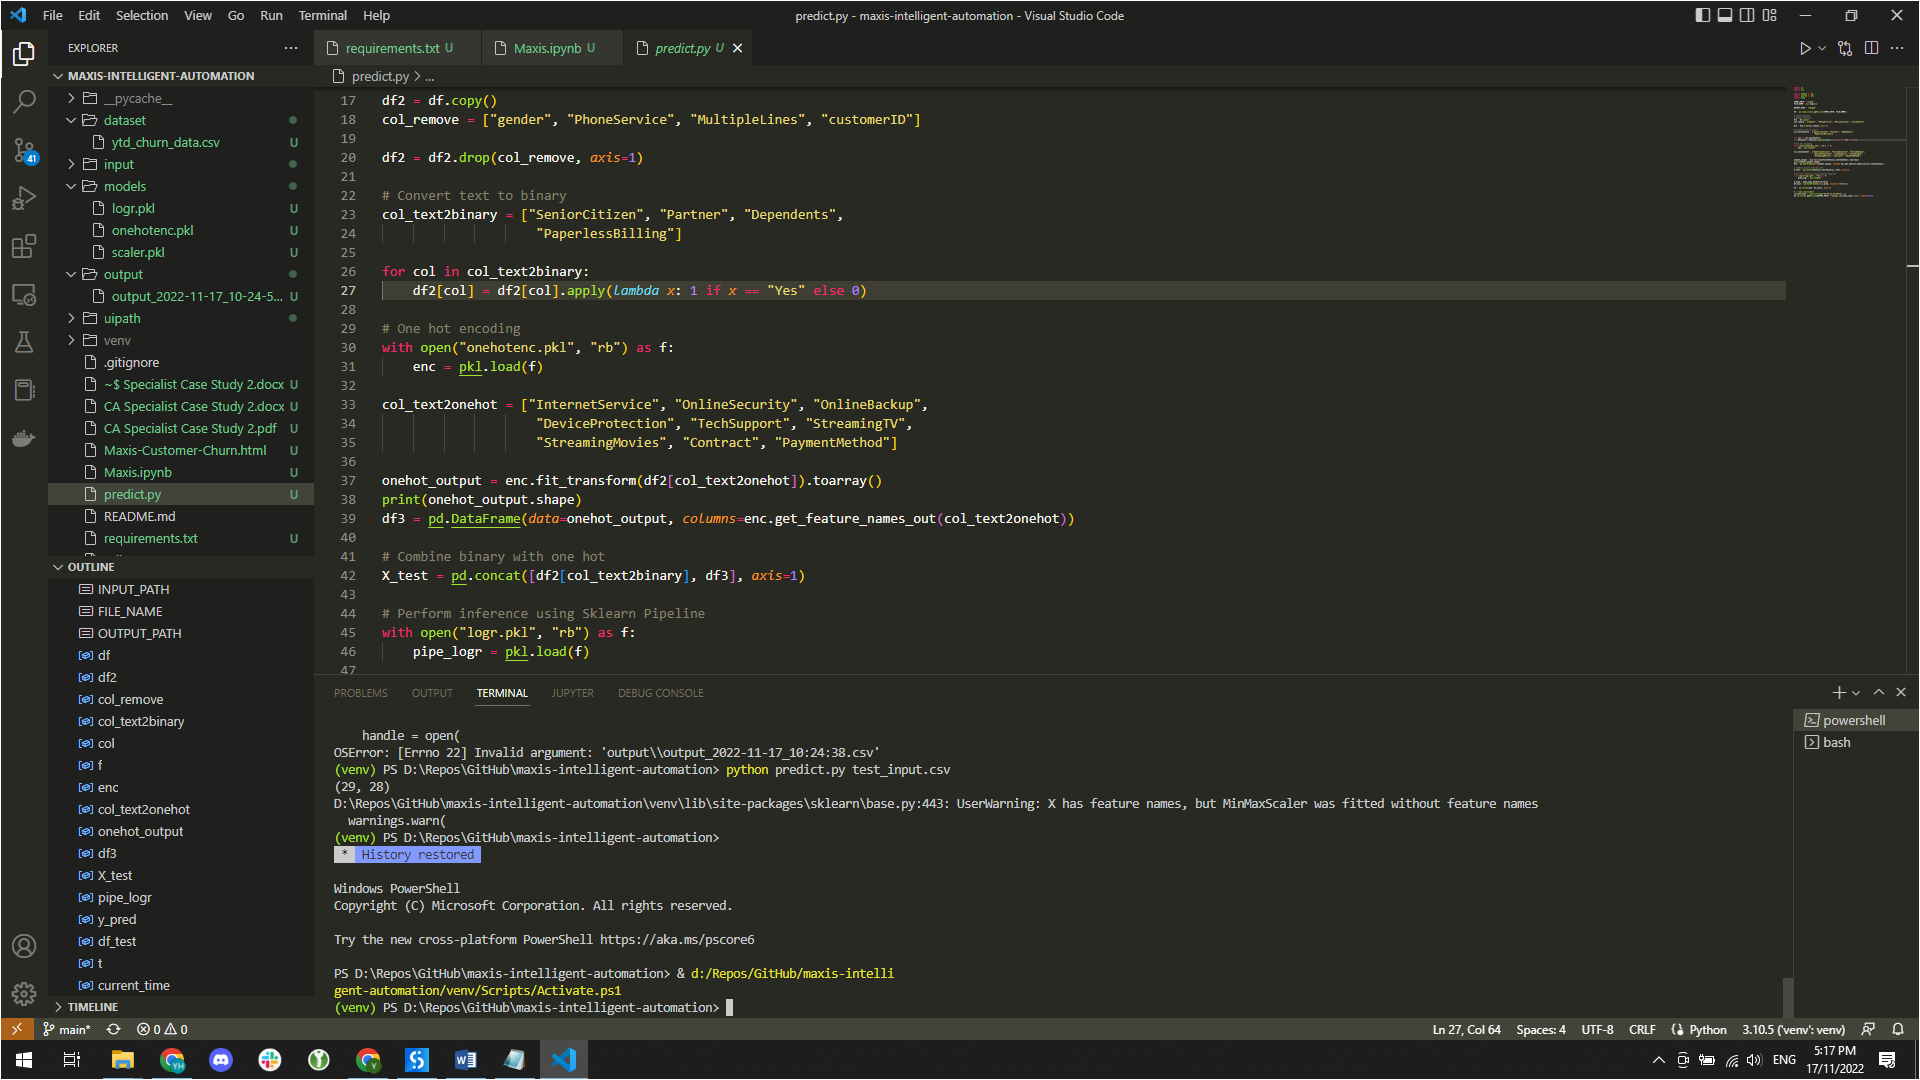 File Edit Selection View Go Run Terminal Help
predict.py - maxis-intelligent-automation - Visual Studio Code
EXPLORER
MAXIS-INTELLIGENT-AUTOMATION
__pycache__
dataset
ytd_churn_data.csv U
input
models
logr.pkl U
onehotenc.pkl U
scaler.pkl U
output
output_2022-11-17_10-24-5... U
uipath
venv
.gitignore
~$ Specialist Case Study 2.docx U
CA Specialist Case Study 2.docx U
CA Specialist Case Study 2.pdf U
Maxis-Customer-Churn.html U
Maxis.ipynb U
predict.py U
README.md
requirements.txt U
OUTLINE
INPUT_PATH
FILE_NAME
OUTPUT_PATH
df
df2
col_remove
col_text2binary
col
f
enc
col_text2onehot
onehot_output
df3
X_test
pipe_logr
y_pred
df_test
t
current_time
TIMELINE
requirements.txt U Maxis.ipynb U predict.py U
predict.py > ...
17 df2 = df.copy()
18 col_remove = ["gender", "PhoneService", "MultipleLines", "customerID"]
19
20 df2 = df2.drop(col_remove, axis=1)
21
22 # Convert text to binary
23 col_text2binary = ["SeniorCitizen", "Partner", "Dependents",
24 "PaperlessBilling"]
25
26 for col in col_text2binary:
27 df2[col] = df2[col].apply(lambda x: 1 if x == "Yes" else 0)
28
29 # One hot encoding
30 with open("onehotenc.pkl", "rb") as f:
31 enc = pkl.load(f)
32
33 col_text2onehot = ["InternetService", "OnlineSecurity", "OnlineBackup",
34 "DeviceProtection", "TechSupport", "StreamingTV",
35 "StreamingMovies", "Contract", "PaymentMethod"]
36
37 onehot_output = enc.fit_transform(df2[col_text2onehot]).toarray()
38 print(onehot_output.shape)
39 df3 = pd.DataFrame(data=onehot_output, columns=enc.get_feature_names_out(col_text2onehot))
40
41 # Combine binary with one hot
42 X_test = pd.concat([df2[col_text2binary], df3], axis=1)
43
44 # Perform inference using Sklearn Pipeline
45 with open("logr.pkl", "rb") as f:
46 pipe_logr = pkl.load(f)
47
PROBLEMS OUTPUT TERMINAL JUPYTER DEBUG CONSOLE
powershell
bash
handle = open(
OSError: [Errno 22] Invalid argument: 'output\\output_2022-11-17_10:24:38.csv'
(venv) PS D:\Repos\GitHub\maxis-intelligent-automation> python predict.py test_input.csv
(29, 28)
D:\Repos\GitHub\maxis-intelligent-automation\venv\lib\site-packages\sklearn\base.py:443: UserWarning: X has feature names, but MinMaxScaler was fitted without feature names
warnings.warn(
(venv) PS D:\Repos\GitHub\maxis-intelligent-automation>
* History restored
Windows PowerShell
Copyright (C) Microsoft Corporation. All rights reserved.
Try the new cross-platform PowerShell https://aka.ms/pscore6
PS D:\Repos\GitHub\maxis-intelligent-automation> & d:/Repos/GitHub/maxis-intelli
gent-automation/venv/Scripts/Activate.ps1
(venv) PS D:\Repos\GitHub\maxis-intelligent-automation>
41
main* 0 0
Ln 27, Col 64 Spaces: 4 UTF-8 CRLF Python 3.10.5 ('venv': venv)
ENG
5:17 PM
17/11/2022